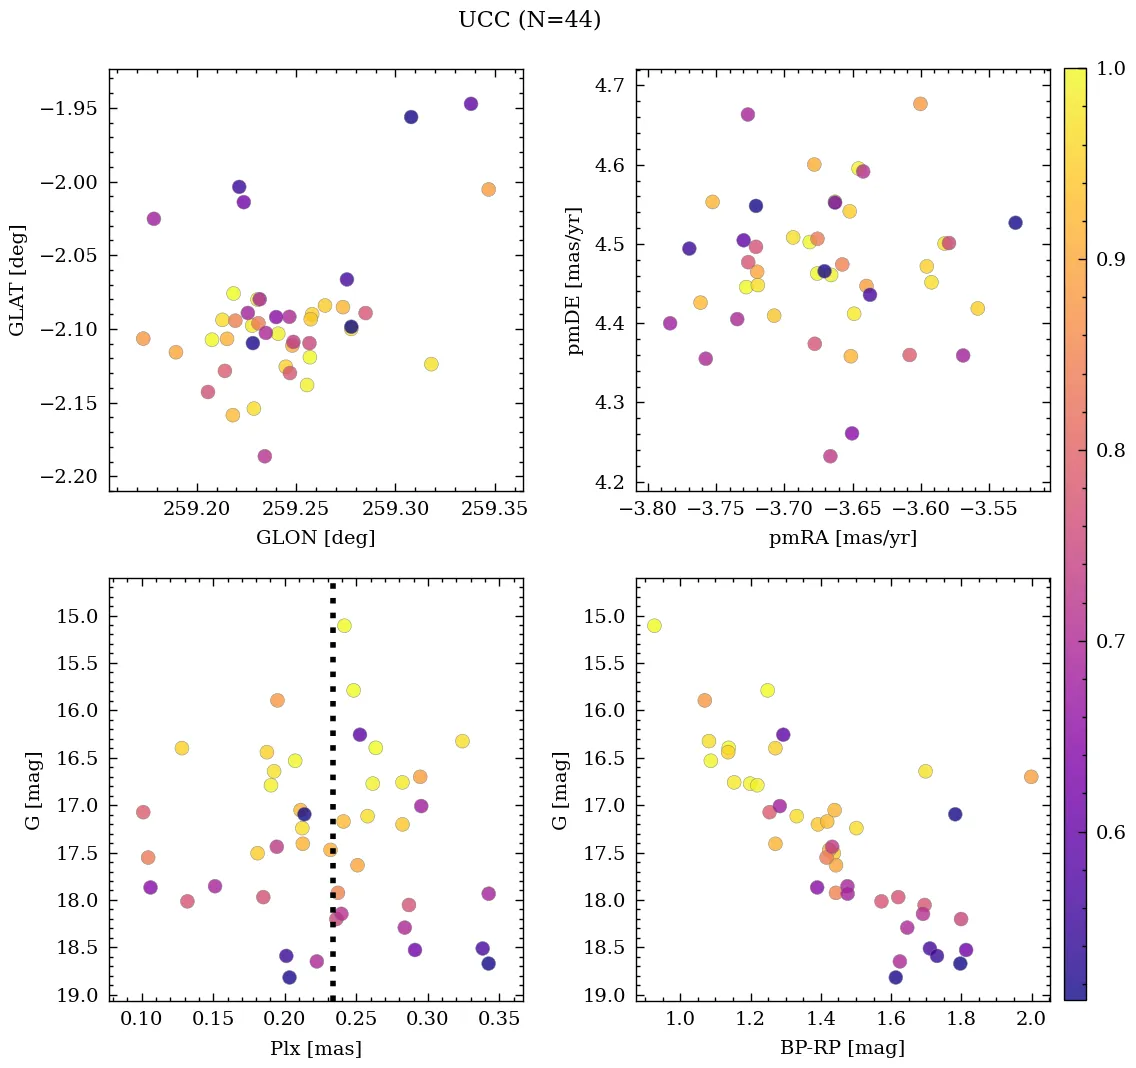 UCC (N=44)
−1.95
−2.00
−2.05
−2.10
−2.15
−2.20
GLAT [deg]
259.20 259.25 259.30 259.35
GLON [deg]
4.7
4.6
4.5
4.4
4.3
4.2
pmDE [mas/yr]
−3.80 −3.75 −3.70 −3.65 −3.60 −3.55
pmRA [mas/yr]
15.0
15.5
16.0
16.5
17.0
17.5
18.0
18.5
19.0
G [mag]
0.10 0.15 0.20 0.25 0.30 0.35
Plx [mas]
15.0
15.5
16.0
16.5
17.0
17.5
18.0
18.5
19.0
G [mag]
1.0 1.2 1.4 1.6 1.8 2.0
BP-RP [mag]
1.0
0.9
0.8
0.7
0.6